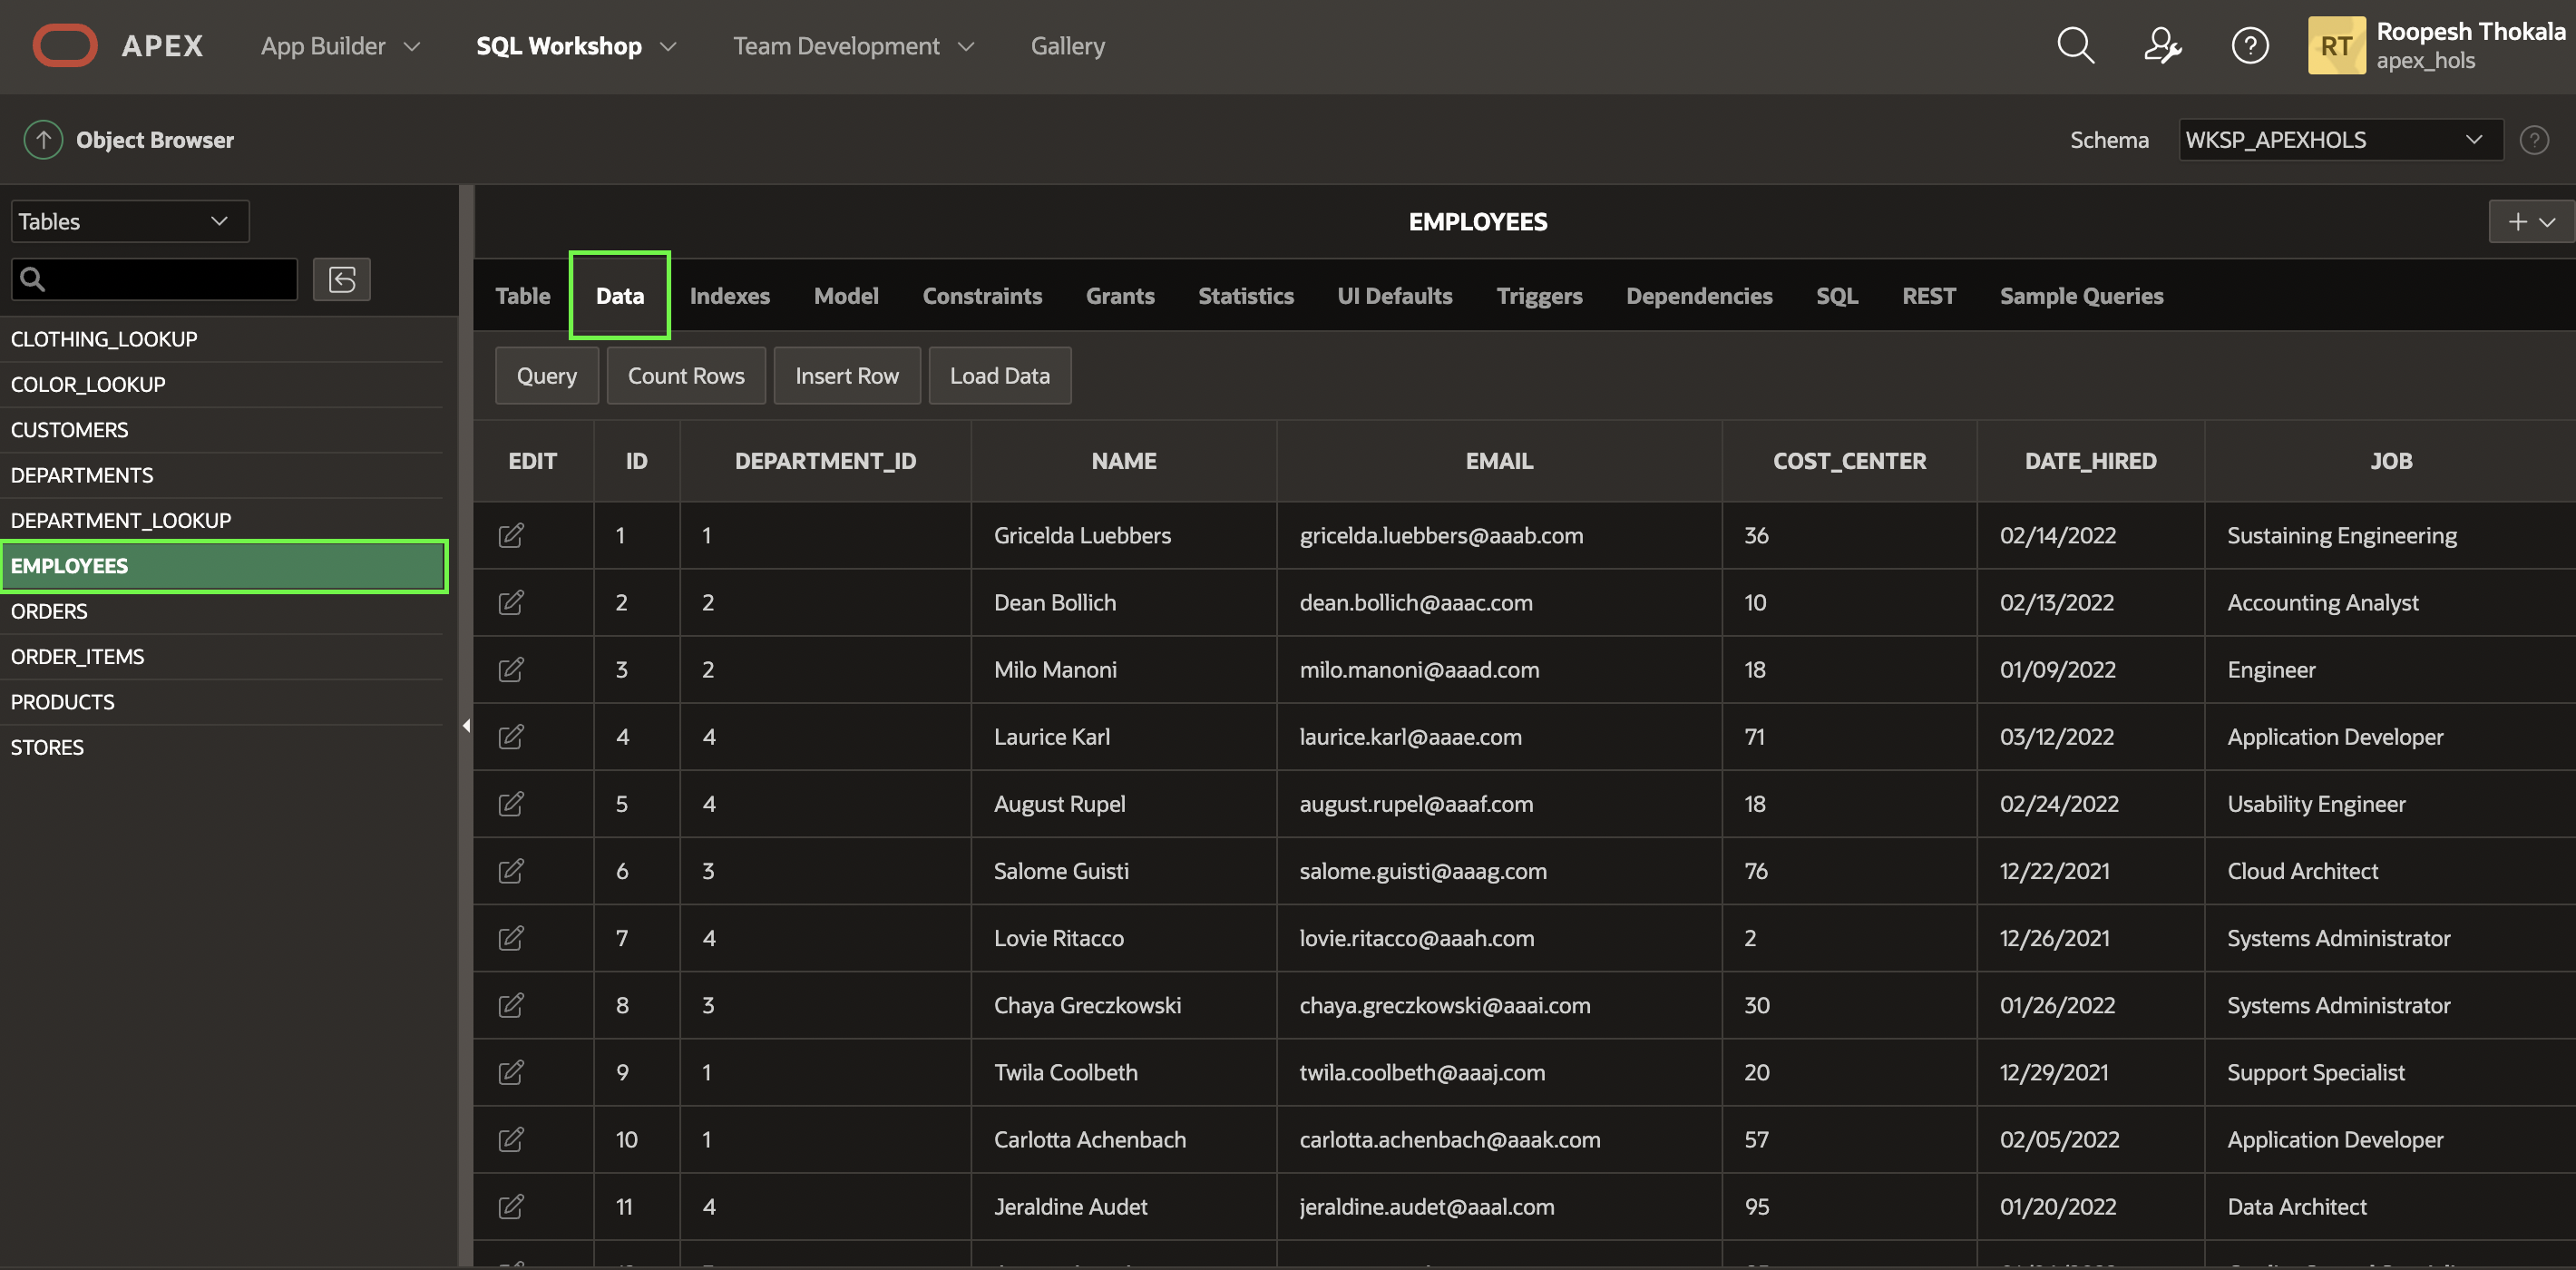 APEX App Builder SQL Workshop Team Development Gallery RT Roopesh Thokala
apex_hols
Object Browser Schema WKSP_APEXHOLS
Tables
CLOTHING_LOOKUP
COLOR_LOOKUP
CUSTOMERS
DEPARTMENTS
DEPARTMENT_LOOKUP
EMPLOYEES
ORDERS
ORDER_ITEMS
PRODUCTS
STORES
EMPLOYEES
Table Data Indexes Model Constraints Grants Statistics UI Defaults Triggers Dependencies SQL REST Sample Queries
Query Count Rows Insert Row Load Data
EDIT ID DEPARTMENT_ID NAME EMAIL COST_CENTER DATE_HIRED JOB
1 1 Gricelda Luebbers gricelda.luebbers@aaab.com 36 02/14/2022 Sustaining Engineering
2 2 Dean Bollich dean.bollich@aaac.com 10 02/13/2022 Accounting Analyst
3 2 Milo Manoni milo.manoni@aaad.com 18 01/09/2022 Engineer
4 4 Laurice Karl laurice.karl@aaae.com 71 03/12/2022 Application Developer
5 4 August Rupel august.rupel@aaaf.com 18 02/24/2022 Usability Engineer
6 3 Salome Guisti salome.guisti@aaag.com 76 12/22/2021 Cloud Architect
7 4 Lovie Ritacco lovie.ritacco@aaah.com 2 12/26/2021 Systems Administrator
8 3 Chaya Greczkowski chaya.greczkowski@aaai.com 30 01/26/2022 Systems Administrator
9 1 Twila Coolbeth twila.coolbeth@aaaj.com 20 12/29/2021 Support Specialist
10 1 Carlotta Achenbach carlotta.achenbach@aaak.com 57 02/05/2022 Application Developer
11 4 Jeraldine Audet jeraldine.audet@aaal.com 95 01/20/2022 Data Architect